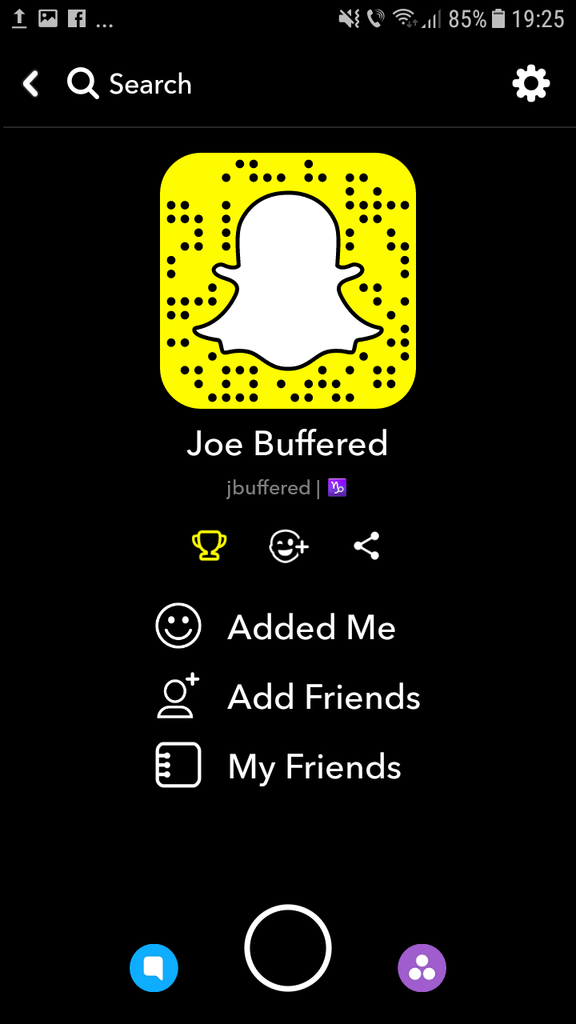 ... 85% 19:25
Search
Joe Buffered
jbuffered | ♑
Added Me
Add Friends
My Friends